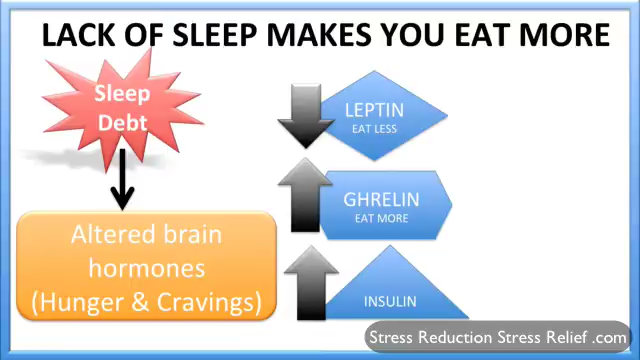 LACK OF SLEEP MAKES YOU EAT MORE
Sleep
Debt
Altered brain
hormones
(Hunger & Cravings)
LEPTIN
EAT LESS
GHRELIN
EAT MORE
INSULIN
Stress Reduction Stress Relief .com